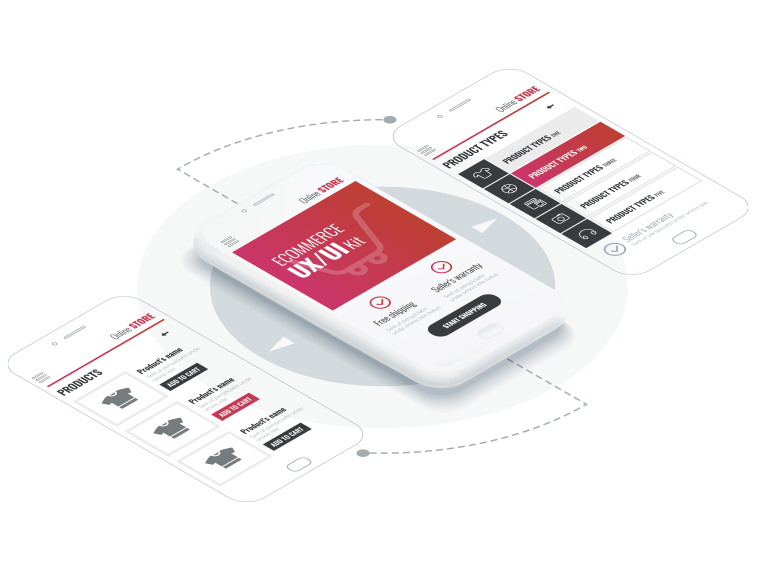 Online STORE
PRODUCT TYPES
PRODUCT TYPES ONE
PRODUCT TYPES TWO
PRODUCT TYPES THREE
PRODUCT TYPES FOUR
PRODUCT TYPES FIVE
Seller's warranty
Online STORE
ECOMMERCE
UX/UI Kit
Free shipping
Seller's warranty
START SHOPPING
Online STORE
PRODUCTS
Product's name
ADD TO CART
Product's name
ADD TO CART
Product's name
ADD TO CART